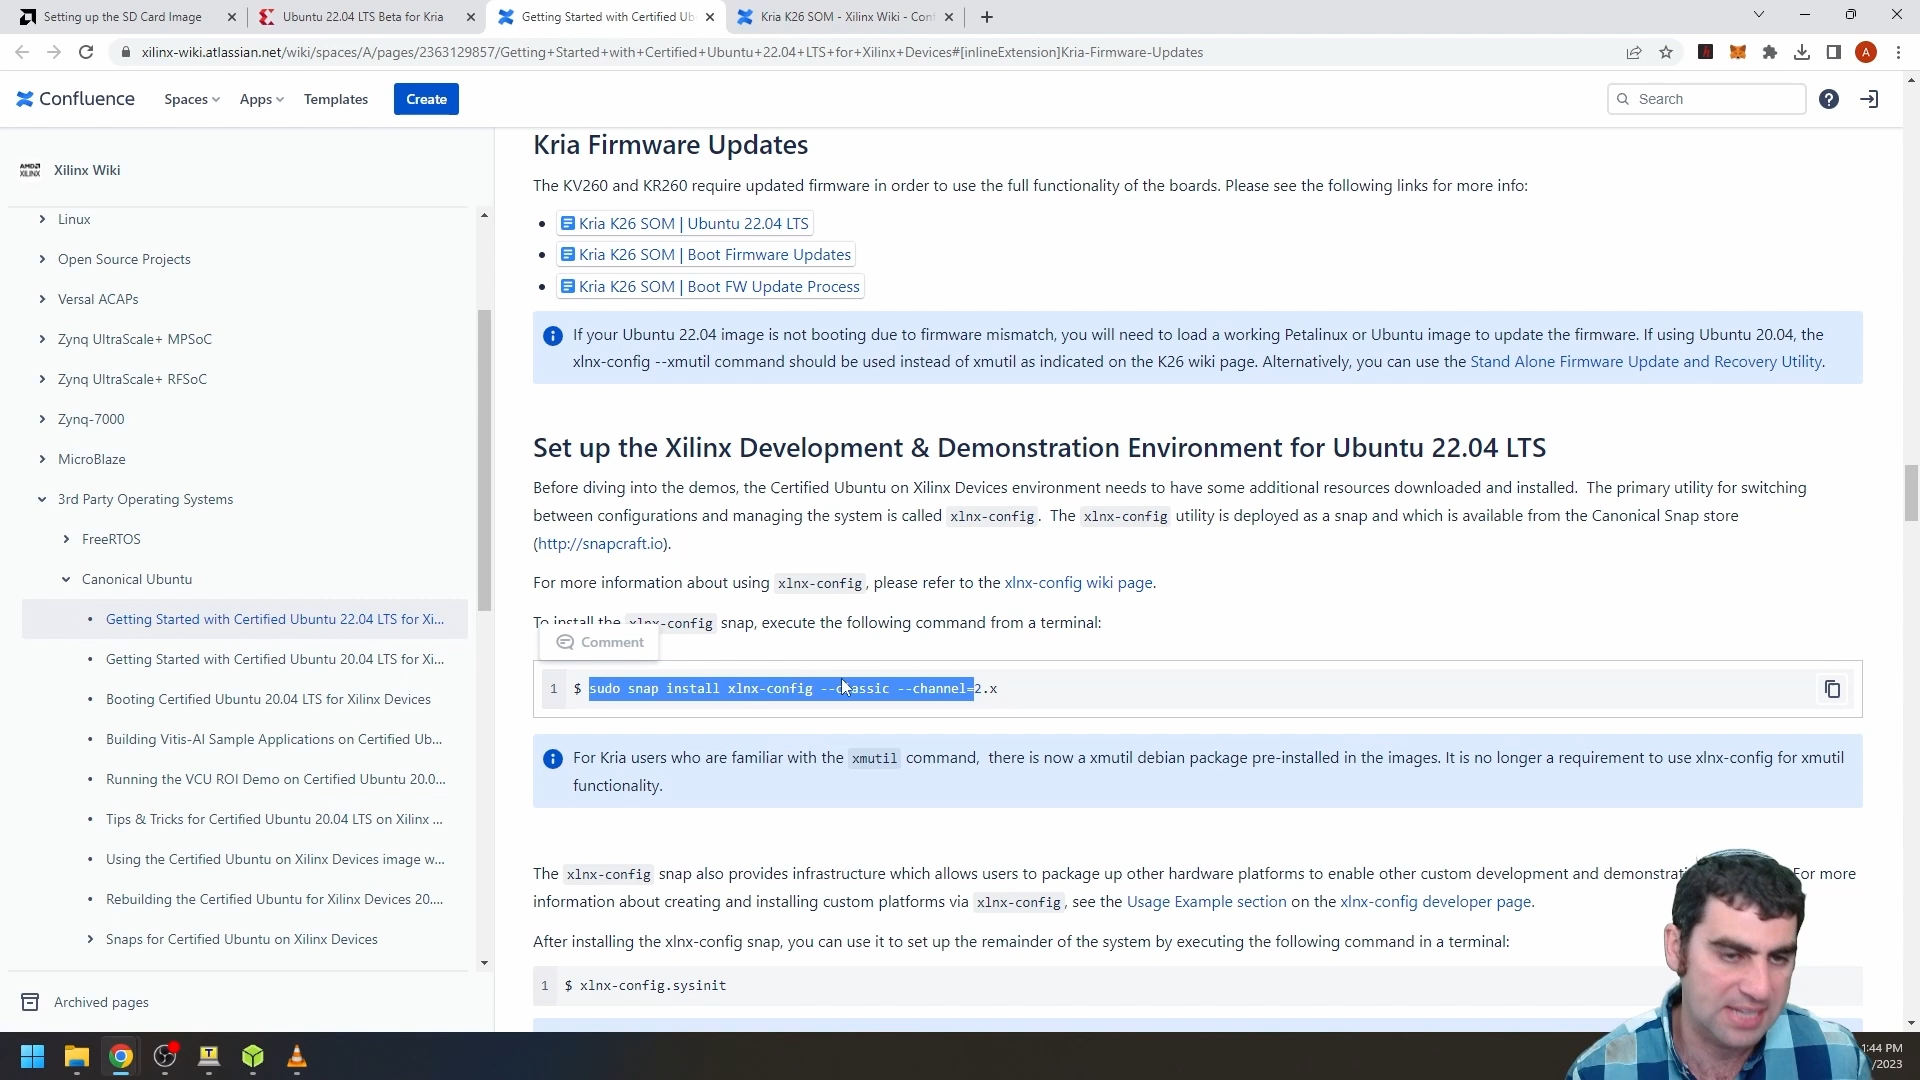 Setting up the SD Card Image
Ubuntu 22.04 LTS Beta for Kria
Getting Started with Certified Ub
Kria K26 SOM - Xilinx Wiki - Con
xilinx-wiki.atlassian.net/wiki/spaces/A/pages/2363129857/Getting+Started+with+Certified+Ubuntu+22.04+LTS+for+Xilinx+Devices#[inlineExtension]Kria-Firmware-Updates
A
Confluence
Spaces
Apps
Templates
Create
Search
AMD XILINX
Xilinx Wiki
Linux
Open Source Projects
Versal ACAPs
Zynq UltraScale+ MPSoC
Zynq UltraScale+ RFSoC
Zynq-7000
MicroBlaze
3rd Party Operating Systems
FreeRTOS
Canonical Ubuntu
• Getting Started with Certified Ubuntu 22.04 LTS for Xi...
• Getting Started with Certified Ubuntu 20.04 LTS for Xi...
• Booting Certified Ubuntu 20.04 LTS for Xilinx Devices
• Building Vitis-AI Sample Applications on Certified Ub...
• Running the VCU ROI Demo on Certified Ubuntu 20.0...
• Tips & Tricks for Certified Ubuntu 20.04 LTS on Xilinx ...
• Using the Certified Ubuntu on Xilinx Devices image w...
• Rebuilding the Certified Ubuntu for Xilinx Devices 20....
Snaps for Certified Ubuntu on Xilinx Devices
Archived pages
Kria Firmware Updates
The KV260 and KR260 require updated firmware in order to use the full functionality of the boards. Please see the following links for more info:
• Kria K26 SOM | Ubuntu 22.04 LTS
• Kria K26 SOM | Boot Firmware Updates
• Kria K26 SOM | Boot FW Update Process
If your Ubuntu 22.04 image is not booting due to firmware mismatch, you will need to load a working Petalinux or Ubuntu image to update the firmware. If using Ubuntu 20.04, the
xlnx-config --xmutil command should be used instead of xmutil as indicated on the K26 wiki page. Alternatively, you can use the Stand Alone Firmware Update and Recovery Utility.
Set up the Xilinx Development & Demonstration Environment for Ubuntu 22.04 LTS
Before diving into the demos, the Certified Ubuntu on Xilinx Devices environment needs to have some additional resources downloaded and installed. The primary utility for switching
between configurations and managing the system is called xlnx-config. The xlnx-config utility is deployed as a snap and which is available from the Canonical Snap store
(http://snapcraft.io).
For more information about using xlnx-config, please refer to the xlnx-config wiki page.
To install the xlnx-config snap, execute the following command from a terminal:
Comment
1 $ sudo snap install xlnx-config --classic --channel=2.x
For Kria users who are familiar with the xmutil command, there is now a xmutil debian package pre-installed in the images. It is no longer a requirement to use xlnx-config for xmutil
functionality.
The xlnx-config snap also provides infrastructure which allows users to package up other hardware platforms to enable other custom development and For more
information about creating and installing custom platforms via xlnx-config, see the Usage Example section on the xlnx-config developer page.
After installing the xlnx-config snap, you can use it to set up the remainder of the system by executing the following command in a terminal:
1 $ xlnx-config.sysinit
1:44 PM
/2023